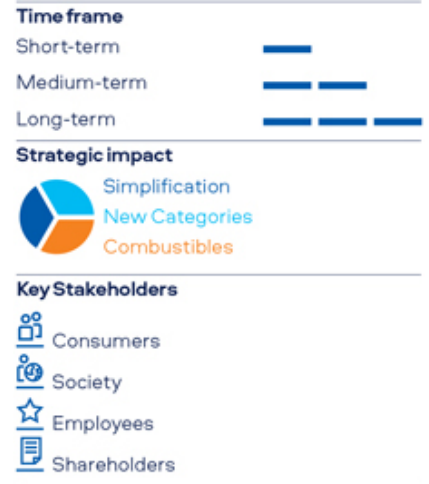 Time frame
Short-term
Medium-term
Long-term
Strategic impact
Simplification
New Categories
Combustibles
Key Stakeholders
Consumers
Society
Employees
Shareholders